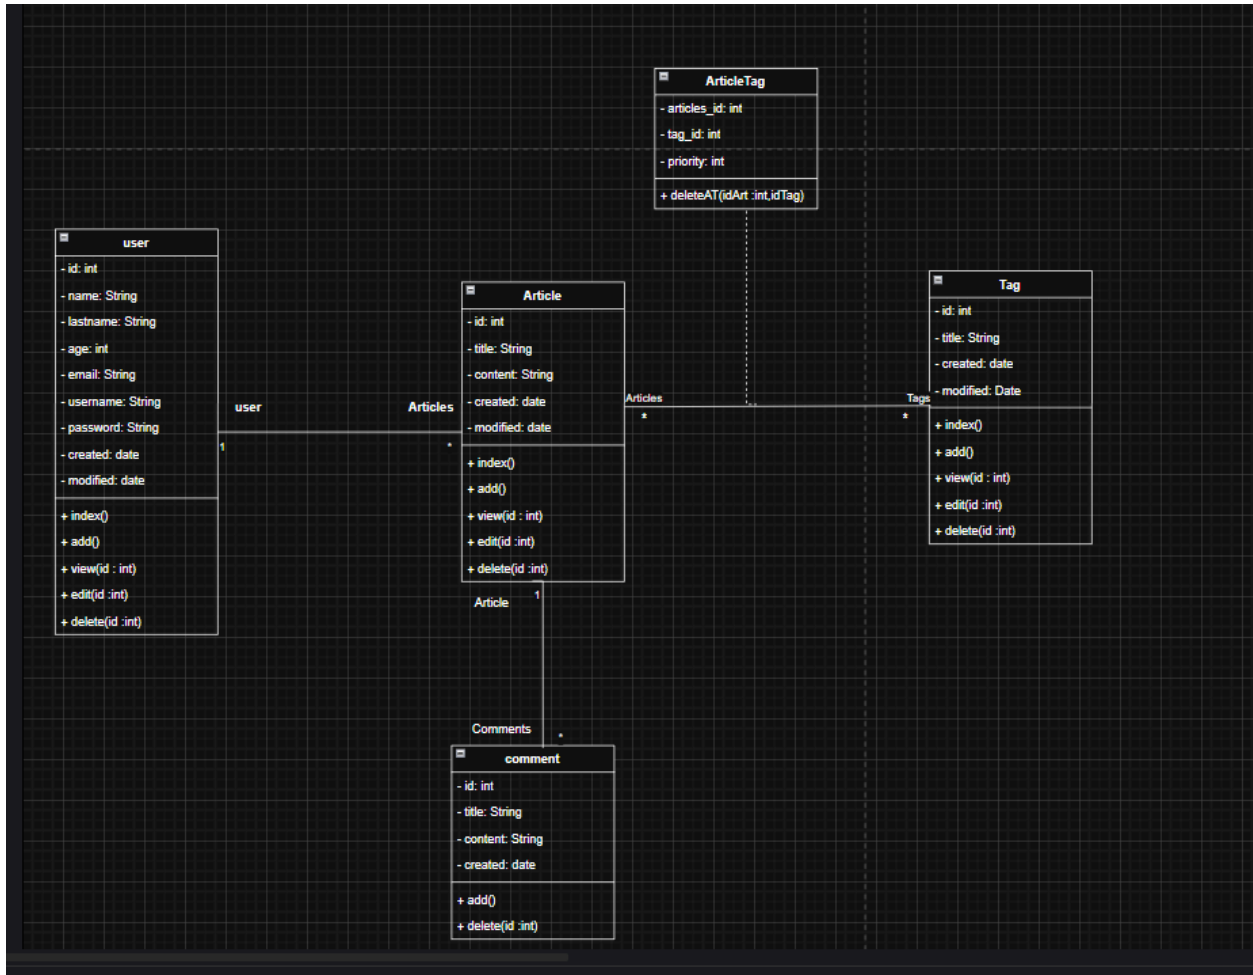 ArticleTag
- articles_id: int
- tag_id: int
- priority: int
+ deleteAT(idArt :int,idTag)
user
- id: int
- name: String
- lastname: String
- age: int
- email: String
- username: String
- password: String
- created: date
- modified: date
+ index()
+ add()
+ view(id : int)
+ edit(id :int)
+ delete(id :int)
user
1
Articles
*
Article
- id: int
- title: String
- content: String
- created: date
- modified: date
+ index()
+ add()
+ view(id : int)
+ edit(id :int)
+ delete(id :int)
Articles
*
Tags
*
Tag
- id: int
- title: String
- created: date
- modified: Date
+ index()
+ add()
+ view(id : int)
+ edit(id :int)
+ delete(id :int)
Article
1
Comments
*
comment
- id: int
- title: String
- content: String
- created: date
+ add()
+ delete(id :int)